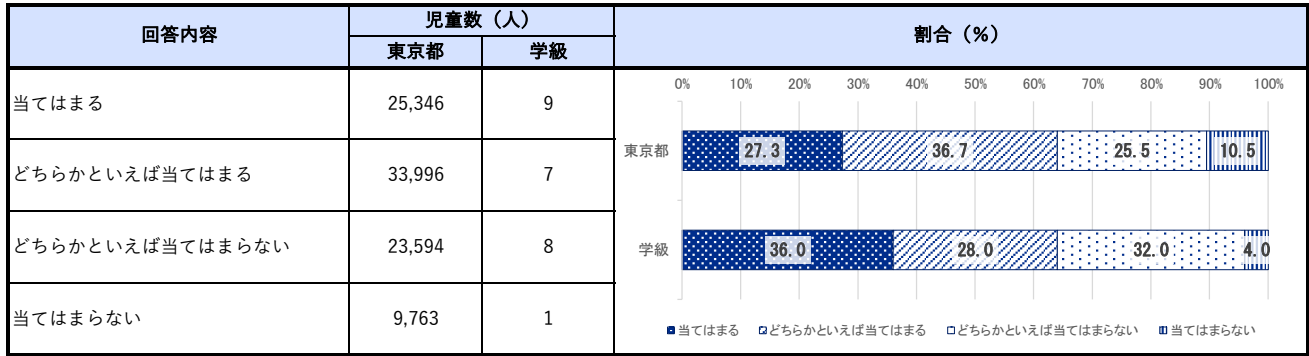 回答内容
児童数（人）
割合（%）
東京都
学級
当てはまる
25,346
9
どちらかといえば当てはまる
33,996
7
どちらかといえば当てはまらない
23,594
8
当てはまらない
9,763
1
0% 10% 20% 30% 40% 50% 60% 70% 80% 90% 100%
東京都 27.3 36.7 25.5 10.5
学級 36.0 28.0 32.0 4.0
当てはまる どちらかといえば当てはまる どちらかといえば当てはまらない 当てはまらない